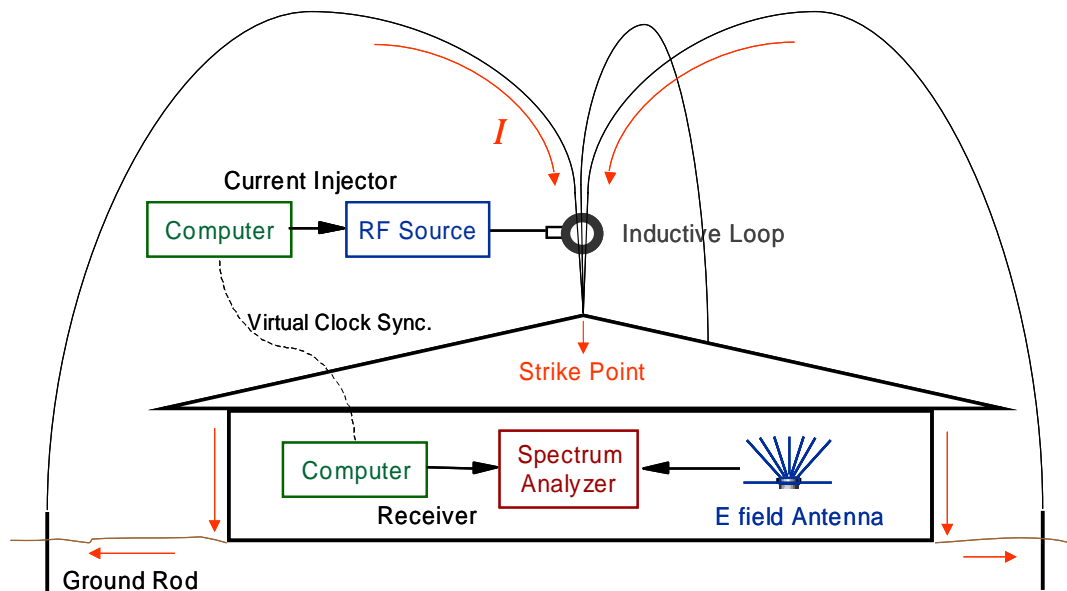 I
Current Injector
Computer
RF Source
Inductive Loop
Virtual Clock Sync.
Strike Point
Computer
Spectrum
Analyzer
Receiver
E field Antenna
Ground Rod